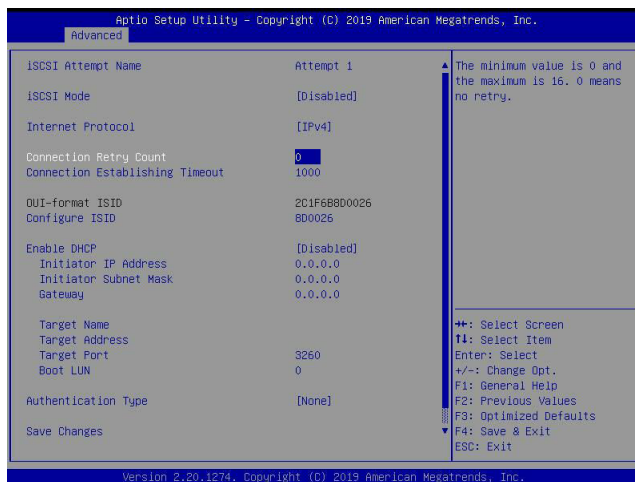 Aptio Setup Utility – Copyright (C) 2019 American Megatrends, Inc.
Advanced
iSCSI Attempt Name Attempt 1
iSCSI Mode [Disabled]
Internet Protocol [IPv4]
Connection Retry Count 0
Connection Establishing Timeout 1000
OUI-format ISID 2C1F6B8D0026
Configure ISID 8D0026
Enable DHCP [Disabled]
Initiator IP Address 0.0.0.0
Initiator Subnet Mask 0.0.0.0
Gateway 0.0.0.0
Target Name
Target Address
Target Port 3260
Boot LUN 0
Authentication Type [None]
Save Changes
The minimum value is 0 and
the maximum is 16. 0 means
no retry.
→←: Select Screen
↑↓: Select Item
Enter: Select
+/-: Change Opt.
F1: General Help
F2: Previous Values
F3: Optimized Defaults
F4: Save & Exit
ESC: Exit
Version 2.20.1274. Copyright (C) 2019 American Megatrends, Inc.